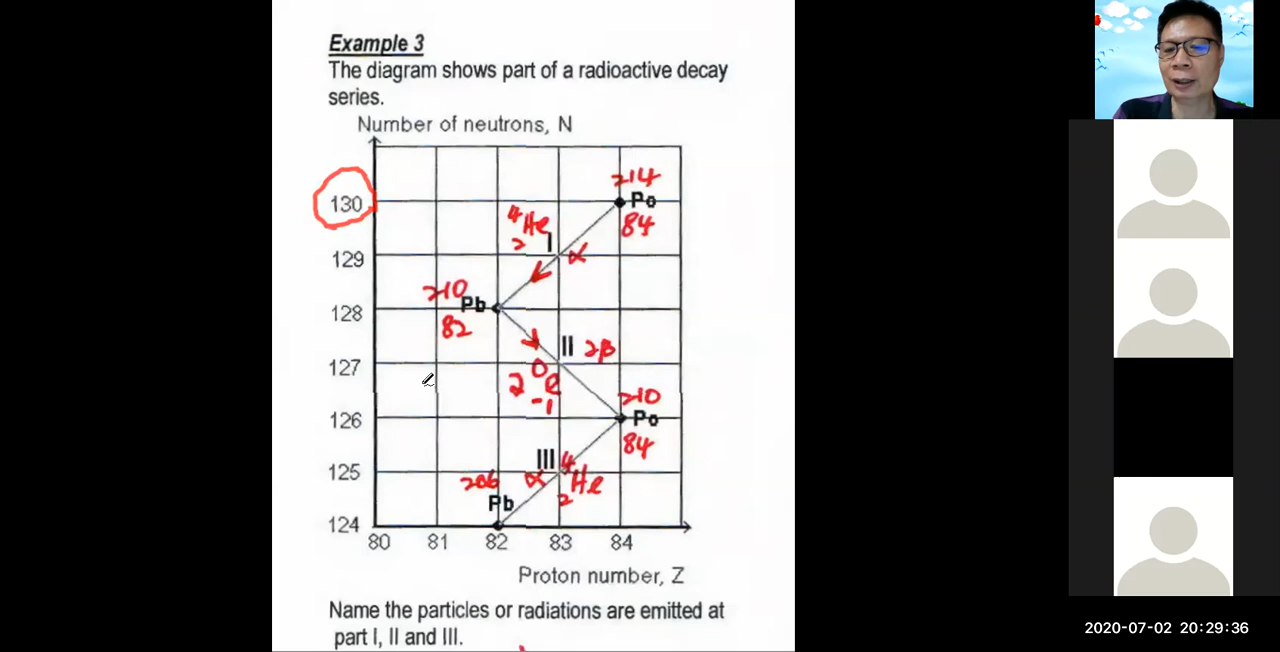 Example 3
The diagram shows part of a radioactive decay
series.
Number of neutrons, N
214
130
Po
84
4
He
2
I
α
129
210
Pb
128
82
II 2β
127
0
2 e
-1
210
126
Po
84
III
4
He
2
α
125
206
Pb
124
80 81 82 83 84
Proton number, Z
Name the particles or radiations are emitted at
part I, II and III.
2020-07-02 20:29:36